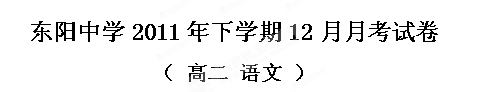 东阳中学 2011 年下学期 12 月月考试卷
（ 高二 语文 ）